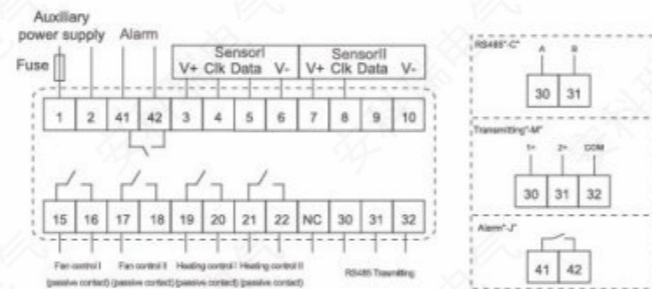 Auxiliary
power supply Alarm
Fuse
SensorI SensorII
V+ Clk Data V- V+ Clk Data V-
1 2 41 42 3 4 5 6 7 8 9 10
15 16 17 18 19 20 21 22 NC 30 31 32
Fan control I Fan control II Heating control I Heating control II RS485 Trasmitting
(passive contact) (passive contact) (passive contact) (passive contact)
RS485"-C"
A B
30 31
Transmitting"-M"
1+ 2+ COM
30 31 32
Alarm"-J"
41 42